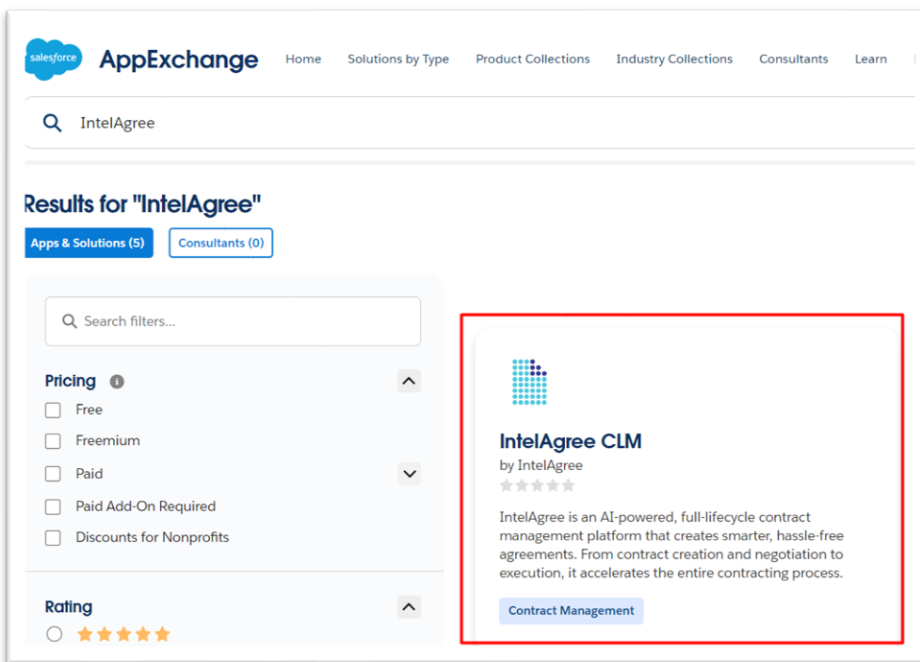 salesforce
AppExchange
Home
Solutions by Type
Product Collections
Industry Collections
Consultants
Learn
IntelAgree
Results for "IntelAgree"
Apps & Solutions (5)
Consultants (0)
Search filters...
Pricing
Free
Freemium
Paid
Paid Add-On Required
Discounts for Nonprofits
Rating
IntelAgree CLM
by IntelAgree
IntelAgree is an AI-powered, full-lifecycle contract
management platform that creates smarter, hassle-free
agreements. From contract creation and negotiation to
execution, it accelerates the entire contracting process.
Contract Management